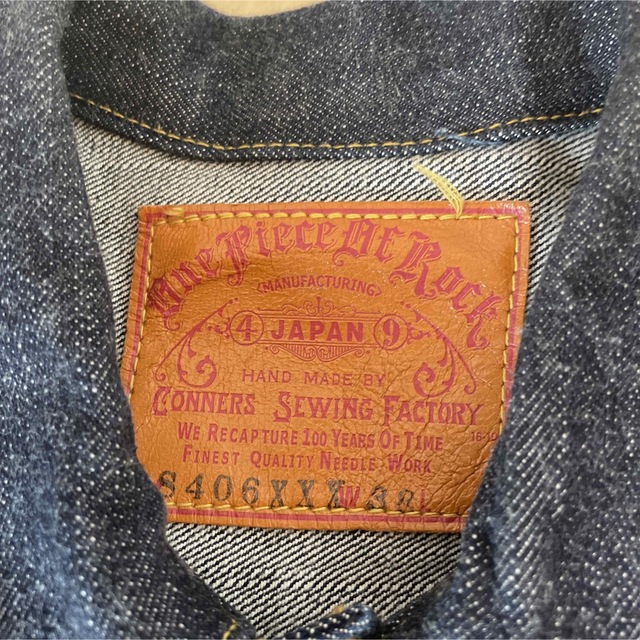 One Piece Of Rock
<MANUFACTURING>
4 JAPAN 9
HAND MADE BY
CONNERS SEWING FACTORY
WE RECAPTURE 100 YEARS OF TIME
FINEST QUALITY NEEDLE-WORK
S406XXX W 38